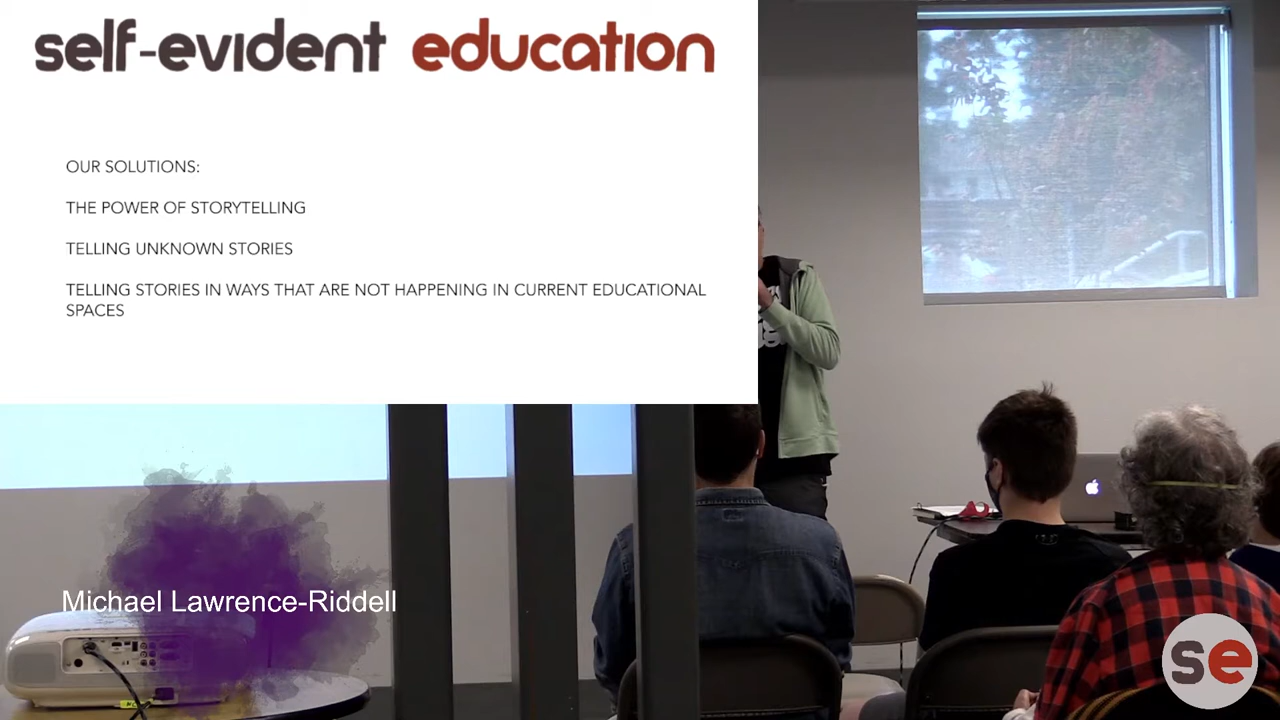 self-evident education
OUR SOLUTIONS:
THE POWER OF STORYTELLING
TELLING UNKNOWN STORIES
TELLING STORIES IN WAYS THAT ARE NOT HAPPENING IN CURRENT EDUCATIONAL
SPACES
Michael Lawrence-Riddell
se